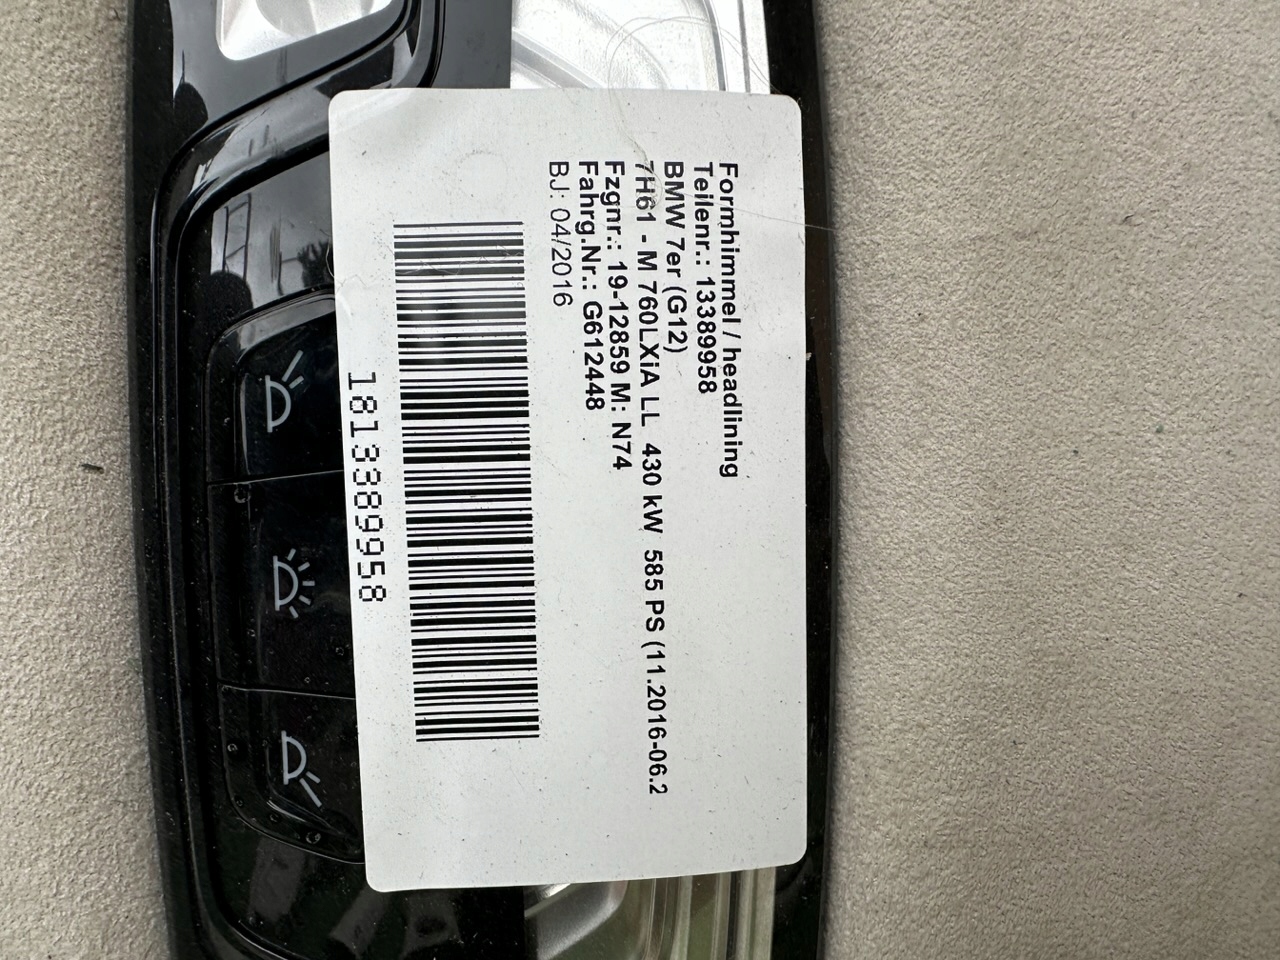 Formhimmel / headlining
Teilenr.: 13389958
BMW 7er (G12)
7H61 - M 760LXiA LL 430 kW 585 PS (11.2016-06.2
Fzgnr.: 19-12859 M: N74
Fahrg.Nr.: G612448
BJ: 04/2016
1813389958